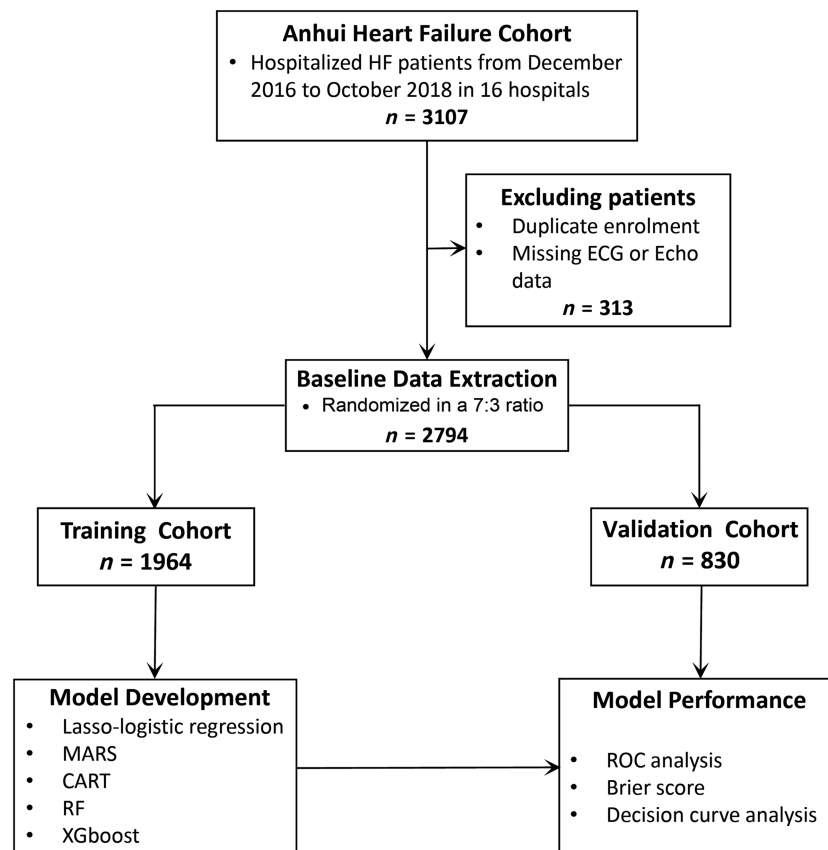 Anhui Heart Failure Cohort
• Hospitalized HF patients from December
2016 to October 2018 in 16 hospitals
n = 3107
Excluding patients
• Duplicate enrolment
• Missing ECG or Echo
data
n = 313
Baseline Data Extraction
• Randomized in a 7:3 ratio
n = 2794
Training Cohort
n = 1964
Validation Cohort
n = 830
Model Development
• Lasso-logistic regression
• MARS
• CART
• RF
• XGboost
Model Performance
• ROC analysis
• Brier score
• Decision curve analysis